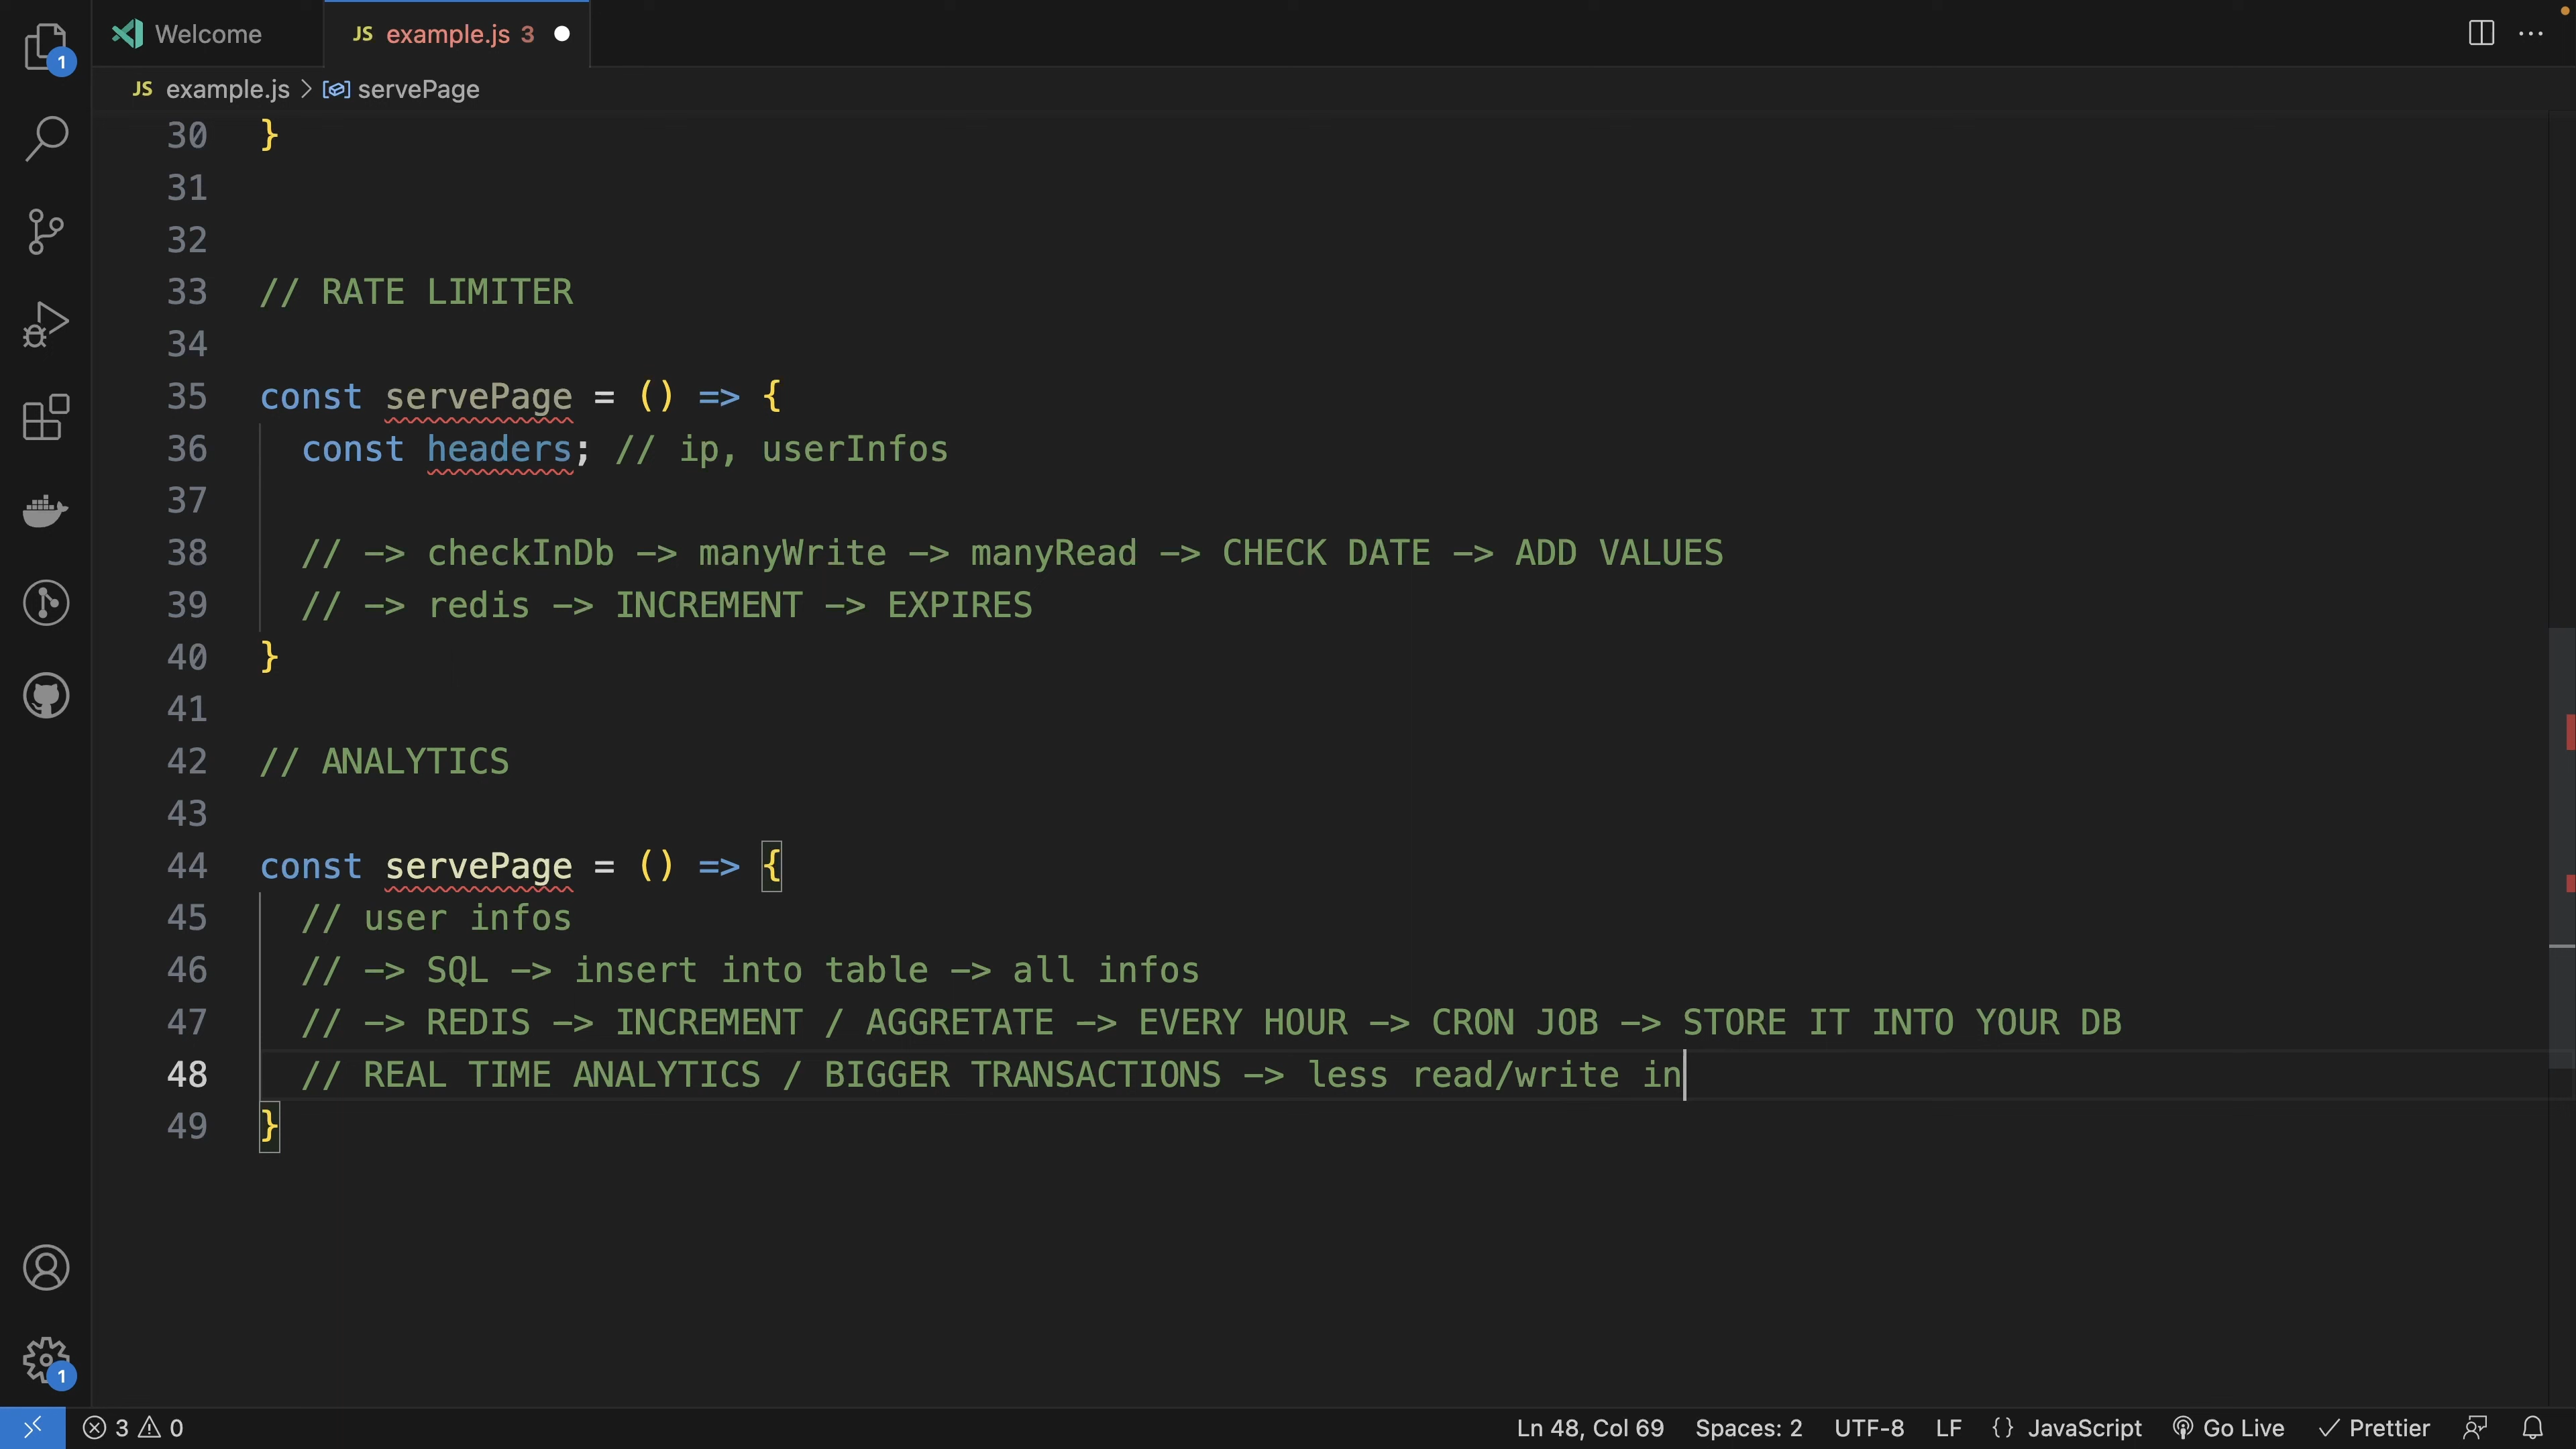 Welcome
JS example.js 3
JS example.js > servePage
1
30 }
31
32
33 // RATE LIMITER
34
35 const servePage = () => {
36 const headers; // ip, userInfos
37
38 // -> checkInDb -> manyWrite -> manyRead -> CHECK DATE -> ADD VALUES
39 // -> redis -> INCREMENT -> EXPIRES
40 }
41
42 // ANALYTICS
43
44 const servePage = () => {
45 // user infos
46 // -> SQL -> insert into table -> all infos
47 // -> REDIS -> INCREMENT / AGGRETATE -> EVERY HOUR -> CRON JOB -> STORE IT INTO YOUR DB
48 // REAL TIME ANALYTICS / BIGGER TRANSACTIONS -> less read/write in
49 }
1
3 0 Ln 48, Col 69 Spaces: 2 UTF-8 LF {} JavaScript Go Live Prettier